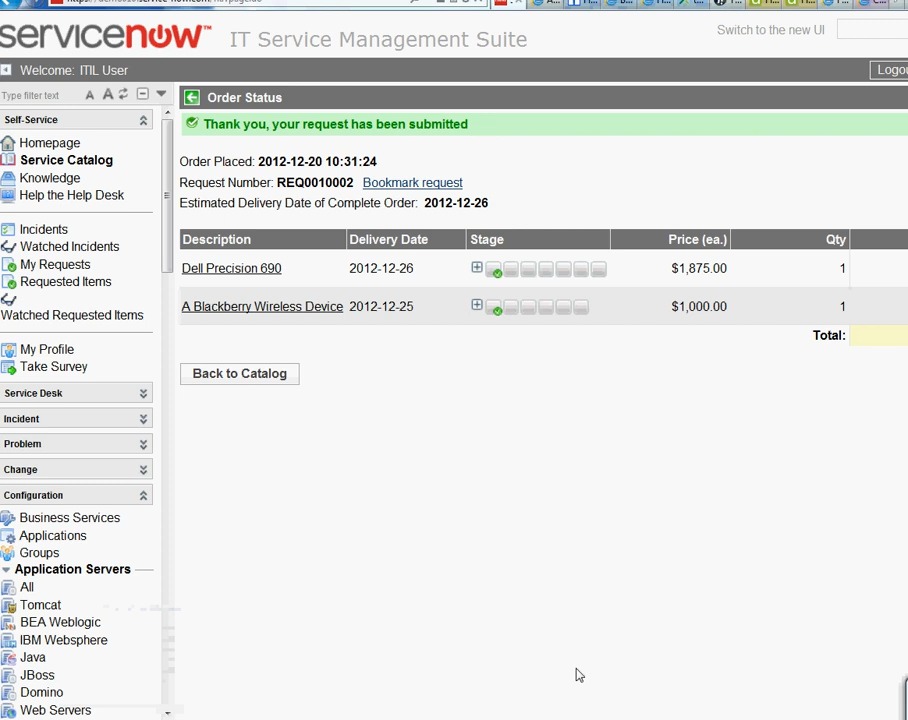 servicenow™ IT Service Management Suite
Switch to the new UI
Welcome: ITIL User
Logou
Type filter text A A
Order Status
Self-Service
Thank you, your request has been submitted
Homepage
Service Catalog
Knowledge
Help the Help Desk
Order Placed: 2012-12-20 10:31:24
Request Number: REQ0010002 Bookmark request
Estimated Delivery Date of Complete Order: 2012-12-26
Incidents
Watched Incidents
My Requests
Requested Items
Watched Requested Items
Description Delivery Date Stage Price (ea.) Qty
Dell Precision 690 2012-12-26 $1,875.00 1
A Blackberry Wireless Device 2012-12-25 $1,000.00 1
Total:
My Profile
Take Survey
Back to Catalog
Service Desk
Incident
Problem
Change
Configuration
Business Services
Applications
Groups
Application Servers
All
Tomcat
BEA Weblogic
IBM Websphere
Java
JBoss
Domino
Web Servers